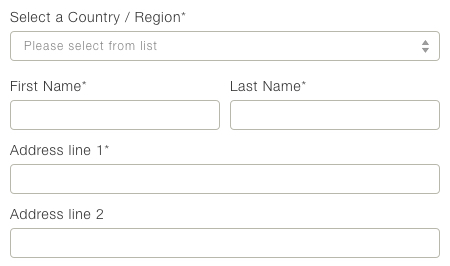 Select a Country / Region*
Please select from list
First Name* Last Name*
Address line 1*
Address line 2